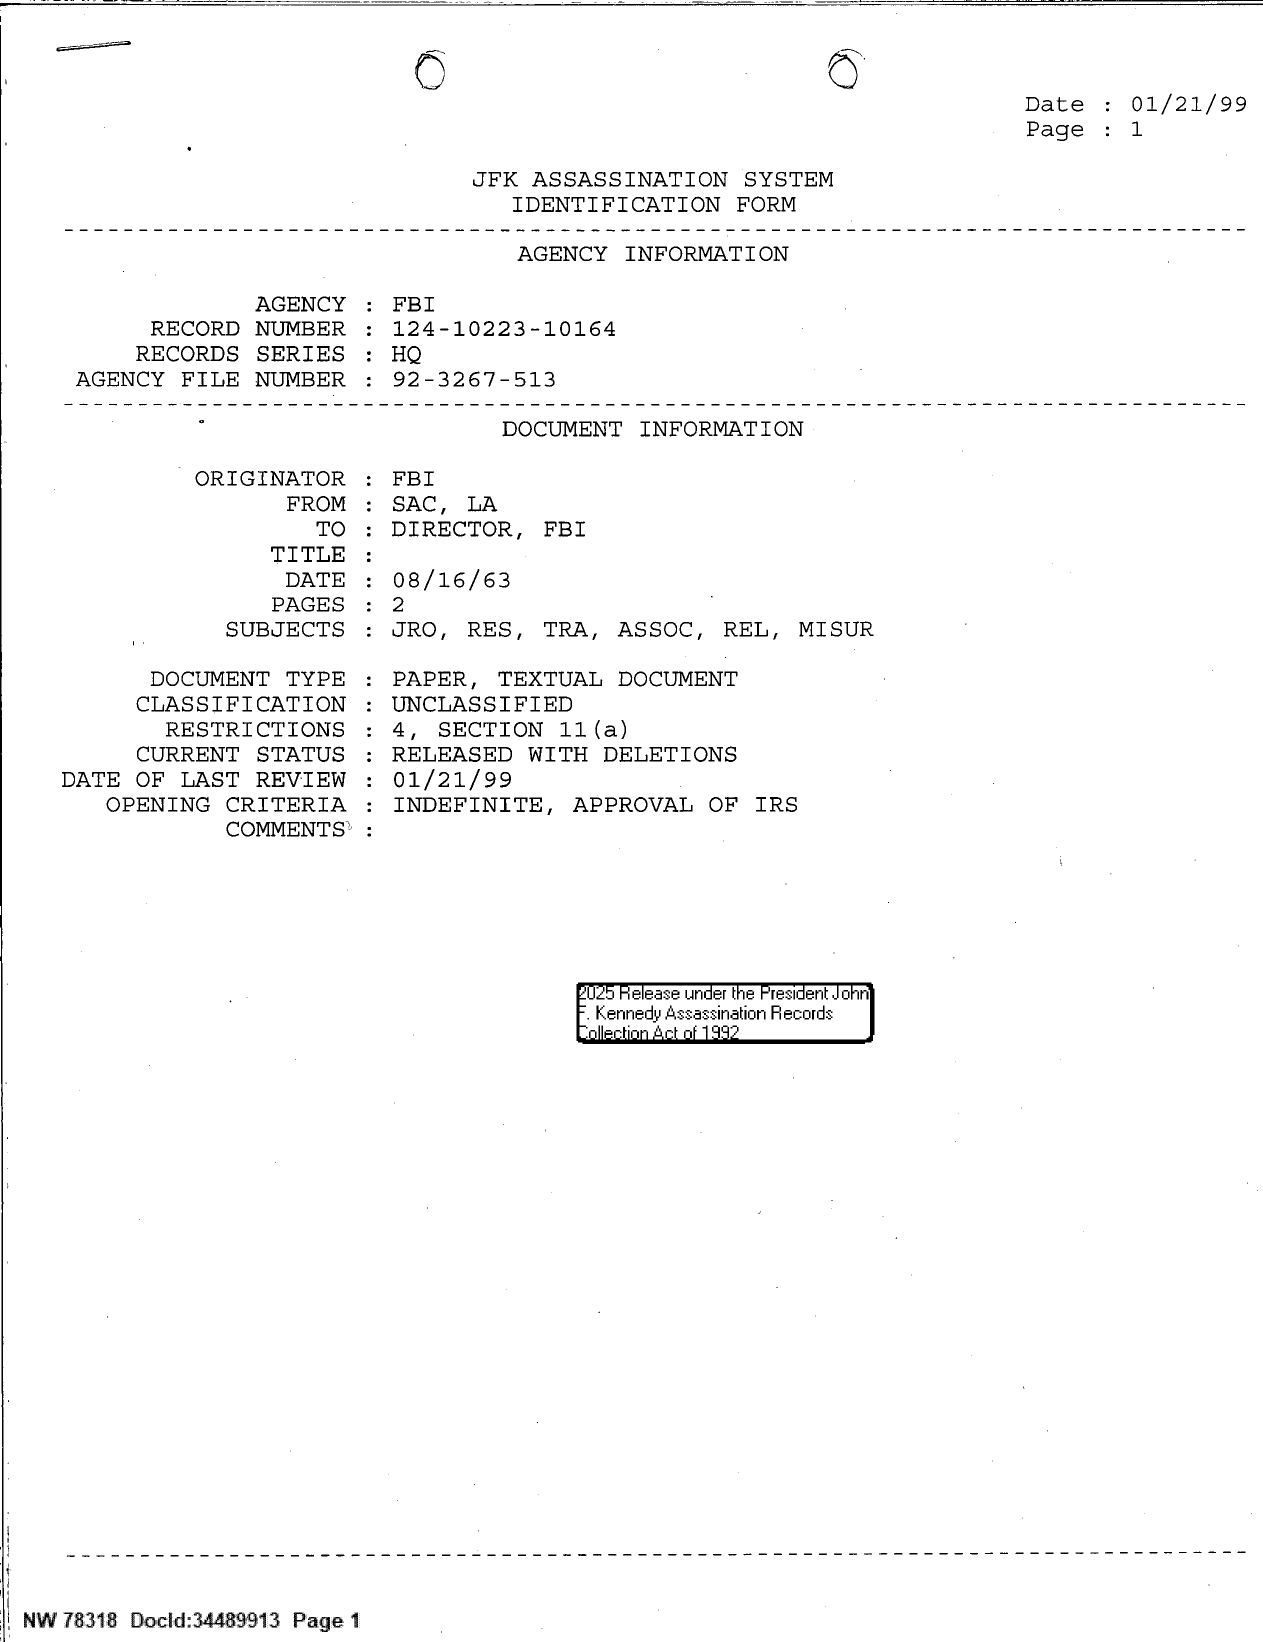 Date : 01/21/99
Page : 1
JFK ASSASSINATION SYSTEM
IDENTIFICATION FORM
AGENCY INFORMATION
AGENCY : FBI
RECORD NUMBER : 124-10223-10164
RECORDS SERIES : HQ
AGENCY FILE NUMBER : 92-3267-513
DOCUMENT INFORMATION
ORIGINATOR : FBI
FROM : SAC, LA
TO : DIRECTOR, FBI
TITLE :
DATE : 08/16/63
PAGES : 2
SUBJECTS : JRO, RES, TRA, ASSOC, REL, MISUR
DOCUMENT TYPE : PAPER, TEXTUAL DOCUMENT
CLASSIFICATION : UNCLASSIFIED
RESTRICTIONS : 4, SECTION 11(a)
CURRENT STATUS : RELEASED WITH DELETIONS
DATE OF LAST REVIEW : 01/21/99
OPENING CRITERIA : INDEFINITE, APPROVAL OF IRS
COMMENTS :
2025 Release under the President John
F. Kennedy Assassination Records
Collection Act of 1992
NW 78318 DocId:34489913 Page 1